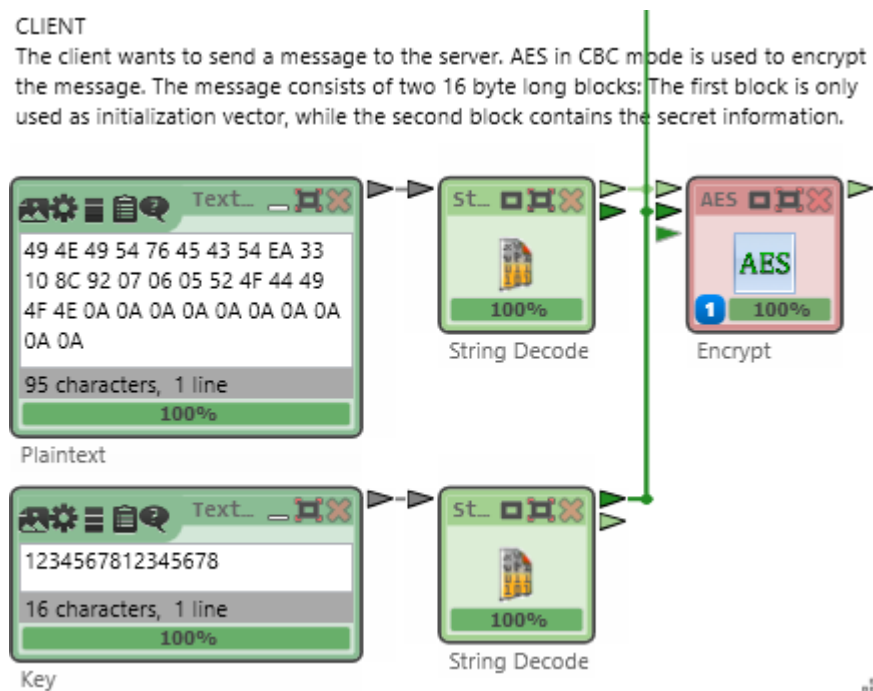 CLIENT
The client wants to send a message to the server. AES in CBC mode is used to encrypt
the message. The message consists of two 16 byte long blocks: The first block is only
used as initialization vector, while the second block contains the secret information.
Text...
St...
AES
49 4E 49 54 76 45 43 54 EA 33
10 8C 92 07 06 05 52 4F 44 49
4F 4E 0A 0A 0A 0A 0A 0A 0A 0A
0A 0A
95 characters, 1 line
100%
Plaintext
100%
String Decode
AES
1
100%
Encrypt
Text...
St...
1234567812345678
16 characters, 1 line
100%
Key
100%
String Decode